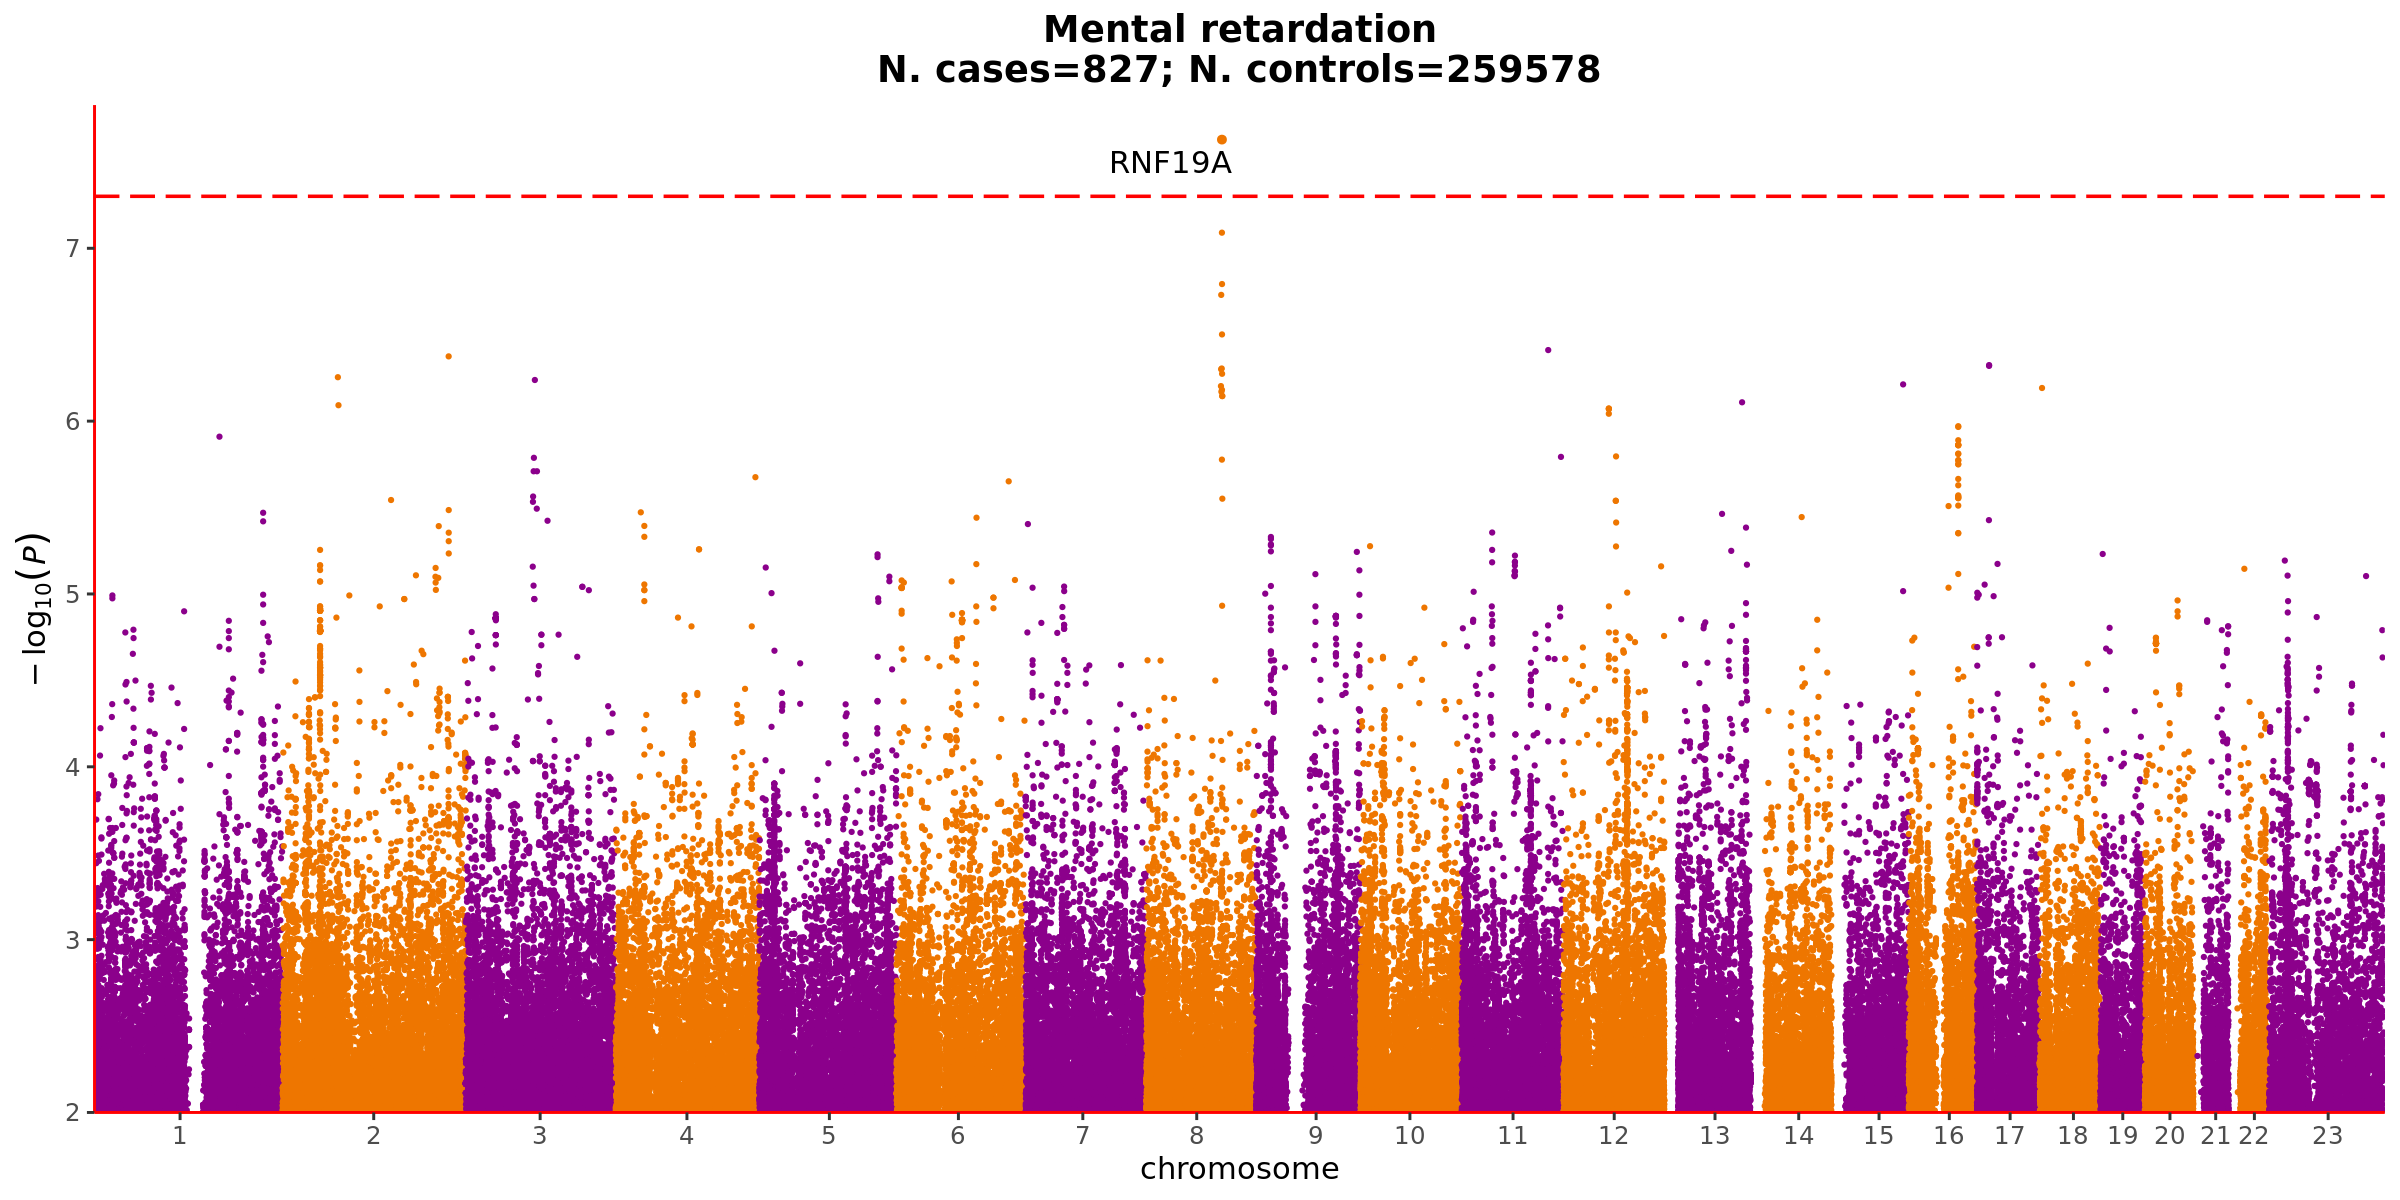 Mental retardation
N. cases=827; N. controls=259578
RNF19A
7
6
5
4
3
2
−log10(P)
1 2 3 4 5 6 7 8 9 10 11 12 13 14 15 16 17 18 19 20 21 22 23
chromosome